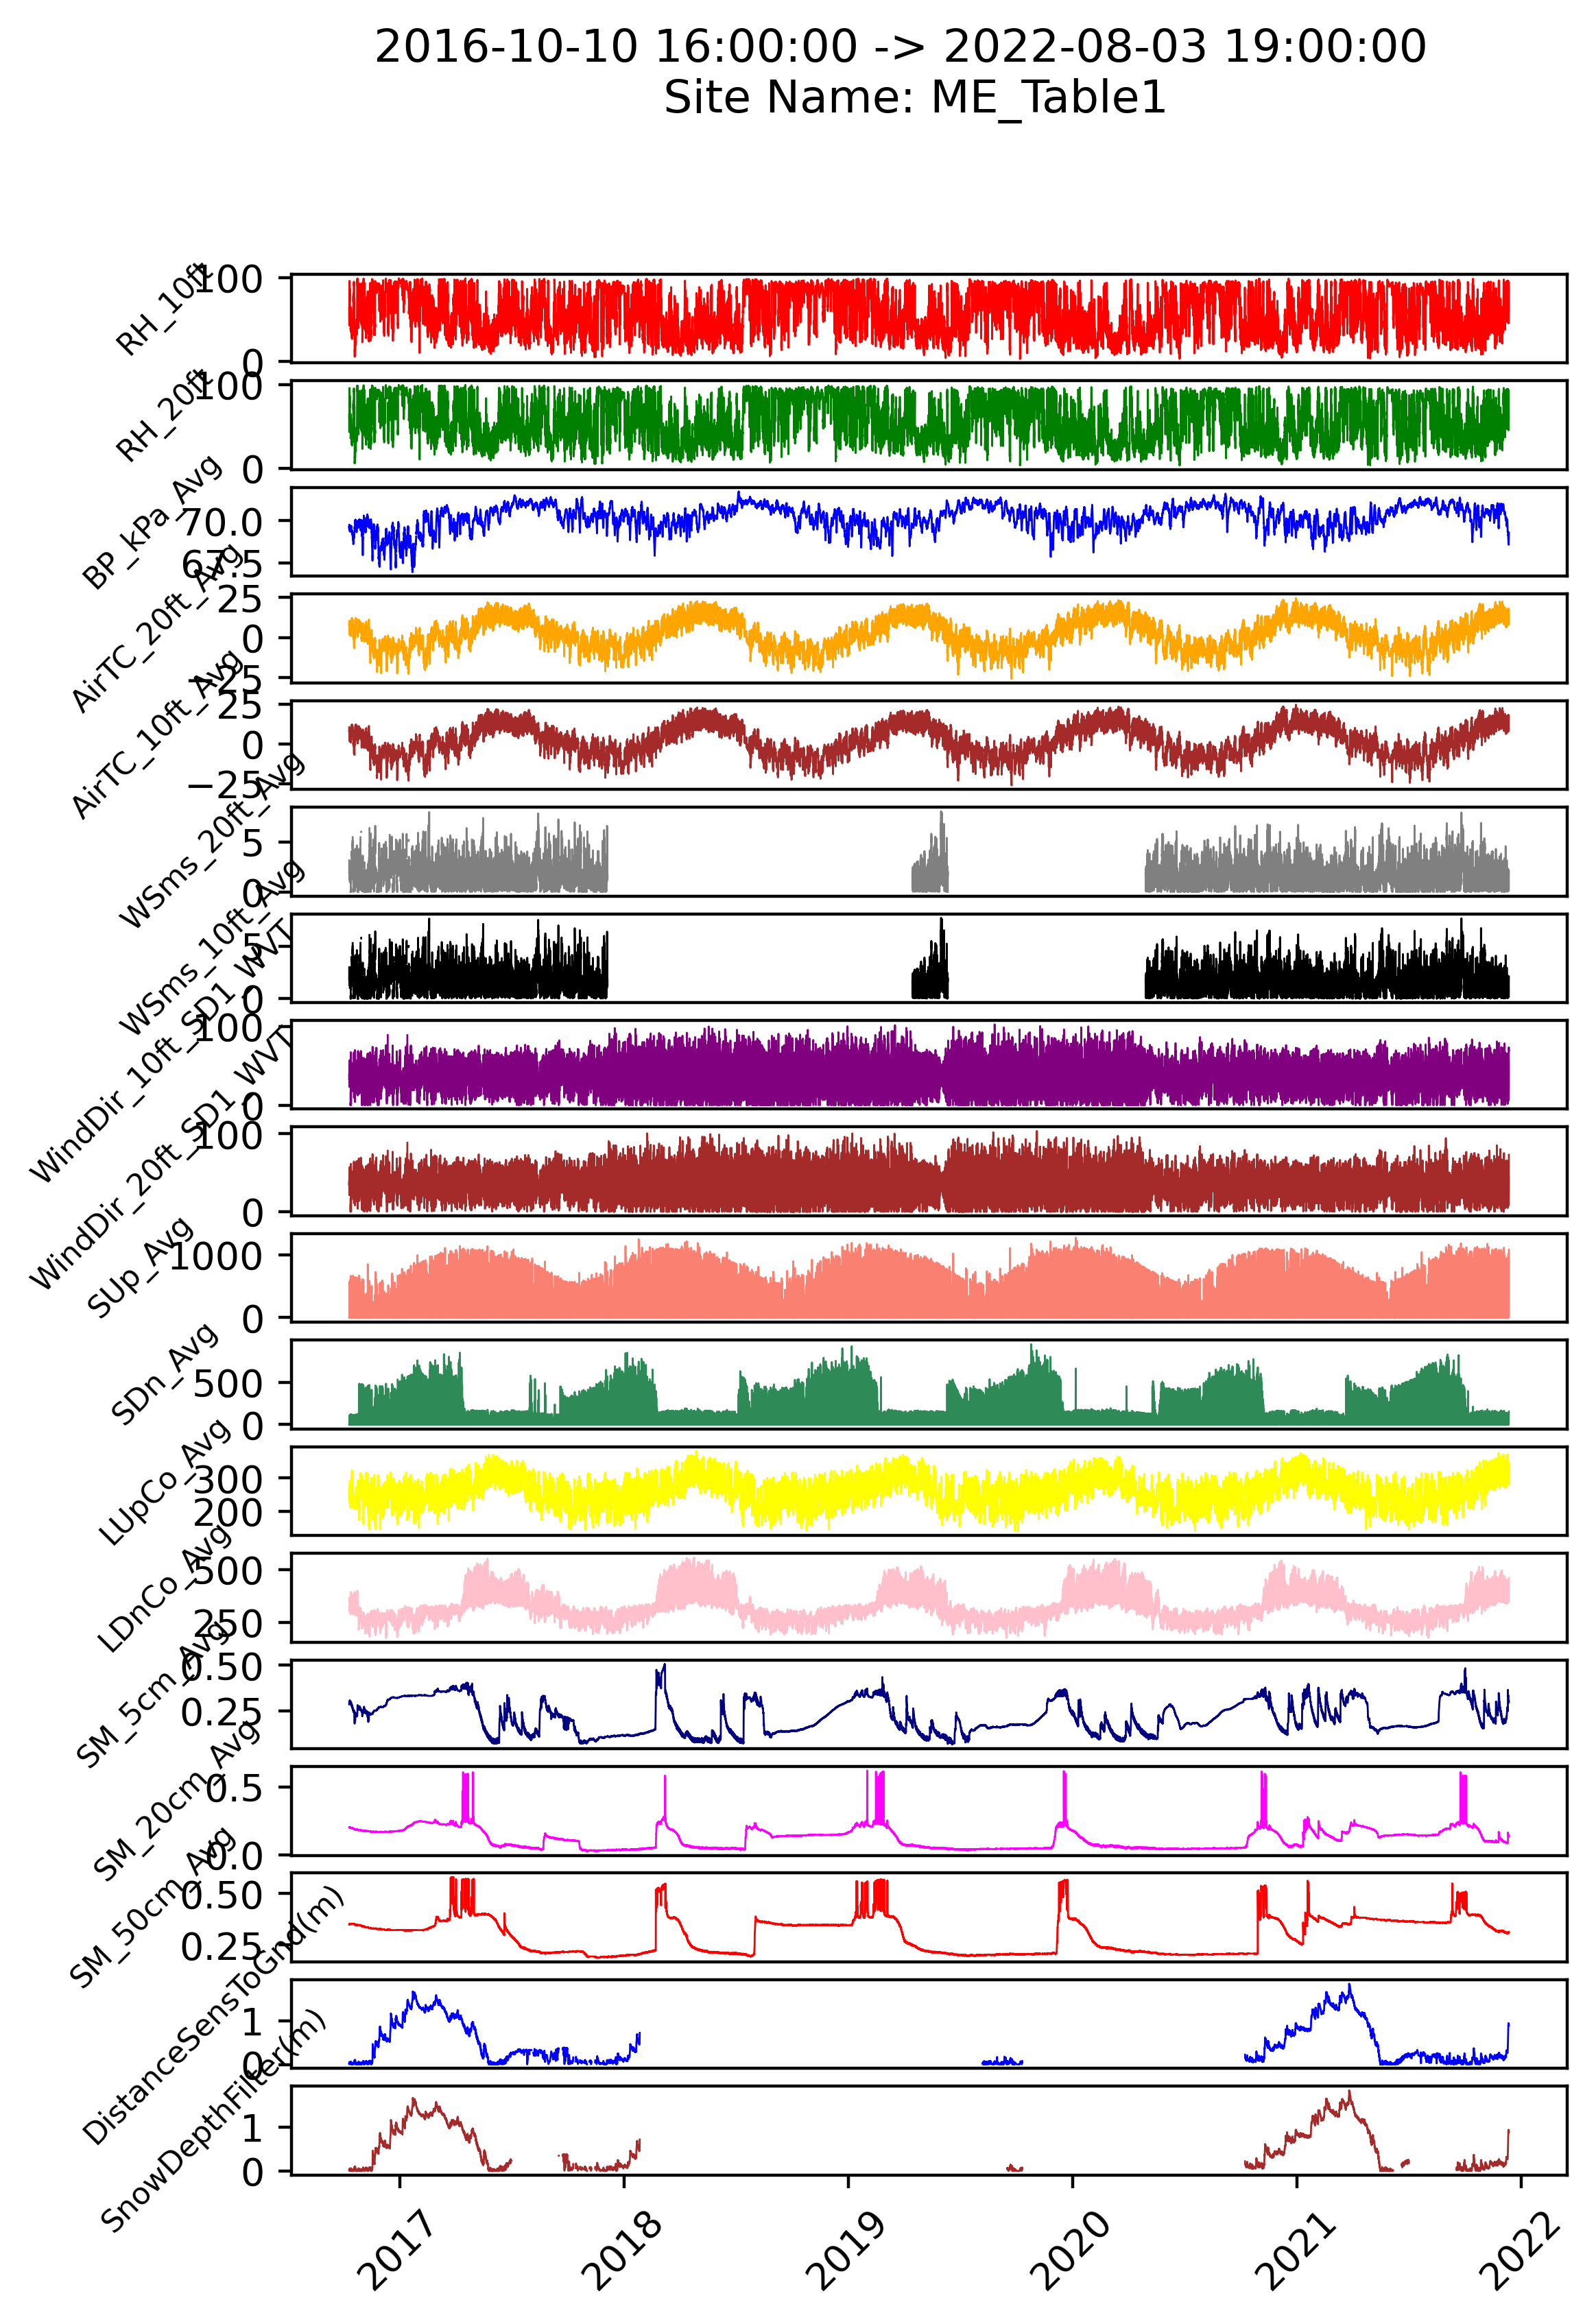 2016-10-10 16:00:00 -> 2022-08-03 19:00:00
Site Name: ME_Table1
RH_10ft
100
0
RH_20ft
100
0
BP_kPa_Avg
70.0
67.5
AirTC_20ft_Avg
25
0
−25
AirTC_10ft_Avg
25
0
−25
WSms_20ft_Avg
5
0
WSms_10ft_Avg
5
0
WindDir_10ft_SD1_WVT
100
0
WindDir_20ft_SD1_WVT
100
0
SUp_Avg
1000
0
SDn_Avg
500
0
LUpCo_Avg
300
200
LDnCo_Avg
500
250
SM_5cm_Avg
0.50
0.25
SM_20cm_Avg
0.5
0.0
SM_50cm_Avg
0.50
0.25
DistanceSensToGnd(m)
1
0
SnowDepthFilter(m)
1
0
2017 2018 2019 2020 2021 2022